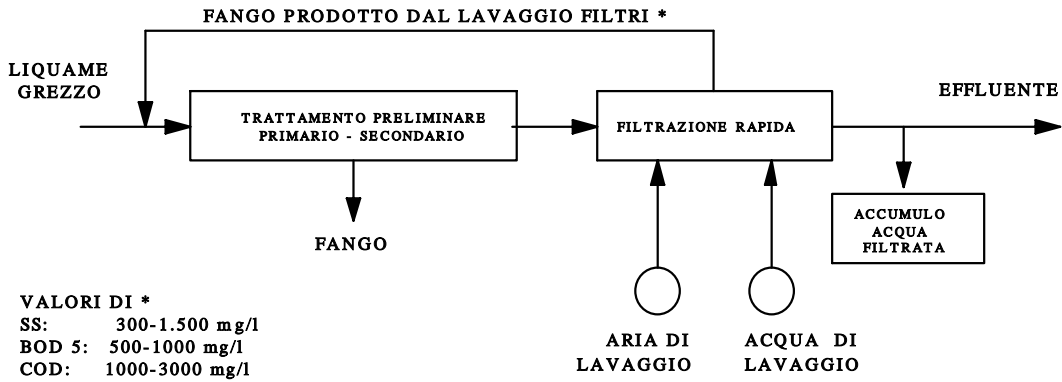 FANGO PRODOTTO DAL LAVAGGIO FILTRI *
LIQUAME
GREZZO
TRATTAMENTO PRELIMINARE
PRIMARIO - SECONDARIO
FILTRAZIONE RAPIDA
EFFLUENTE
ACCUMULO
ACQUA
FILTRATA
FANGO
VALORI DI *
SS: 300-1.500 mg/l
BOD 5: 500-1000 mg/l
COD: 1000-3000 mg/l
ARIA DI
LAVAGGIO
ACQUA DI
LAVAGGIO